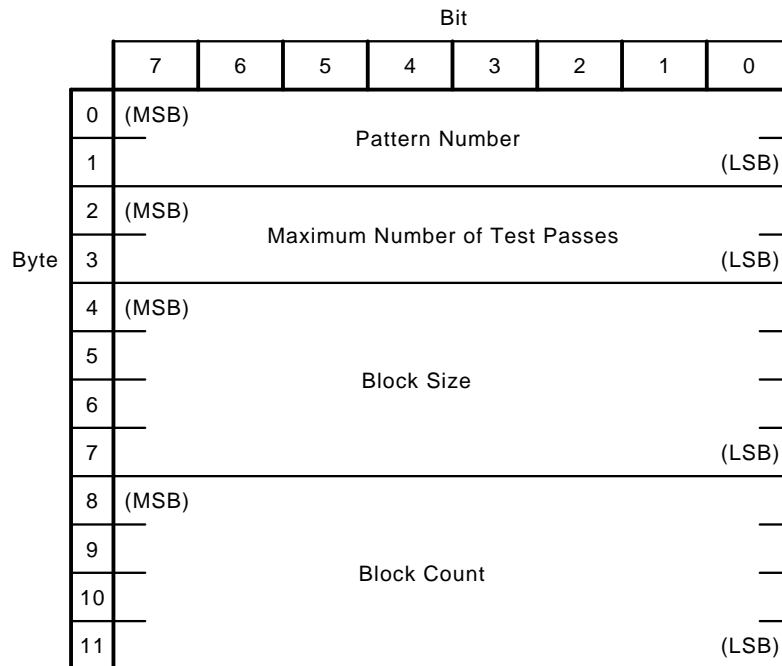 Bit
7 6 5 4 3 2 1 0
0 (MSB)
Pattern Number
1 (LSB)
2 (MSB)
Maximum Number of Test Passes
Byte 3 (LSB)
4 (MSB)
5
Block Size
6
7 (LSB)
8 (MSB)
9
Block Count
10
11 (LSB)